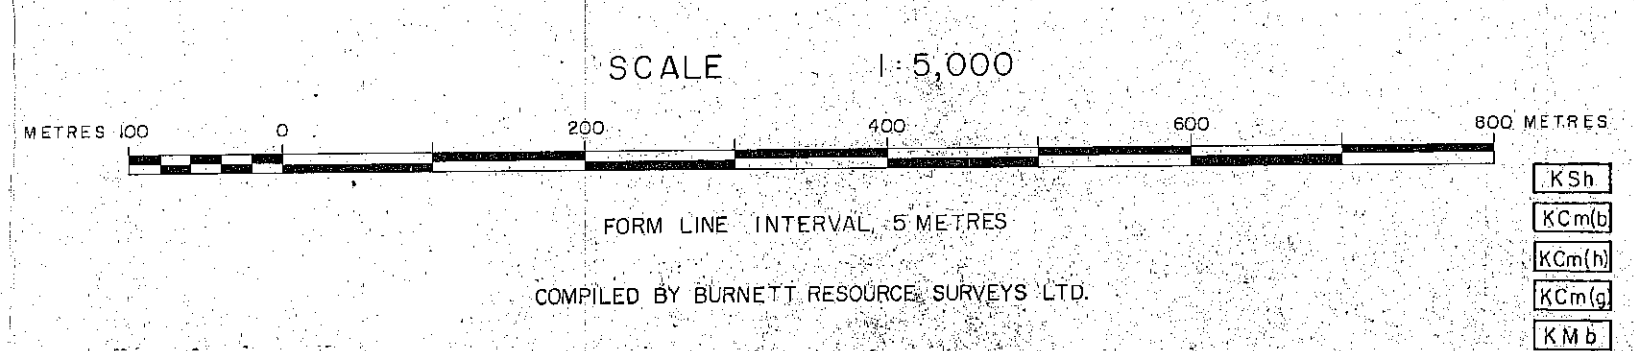 SCALE 1:5,000
METRES 100 0 200 400 600 800 METRES
FORM LINE INTERVAL, 5 METRES
COMPILED BY BURNETT RESOURCE SURVEYS LTD.
KSh
KCm(b)
KCm(h)
KCm(g)
KMb